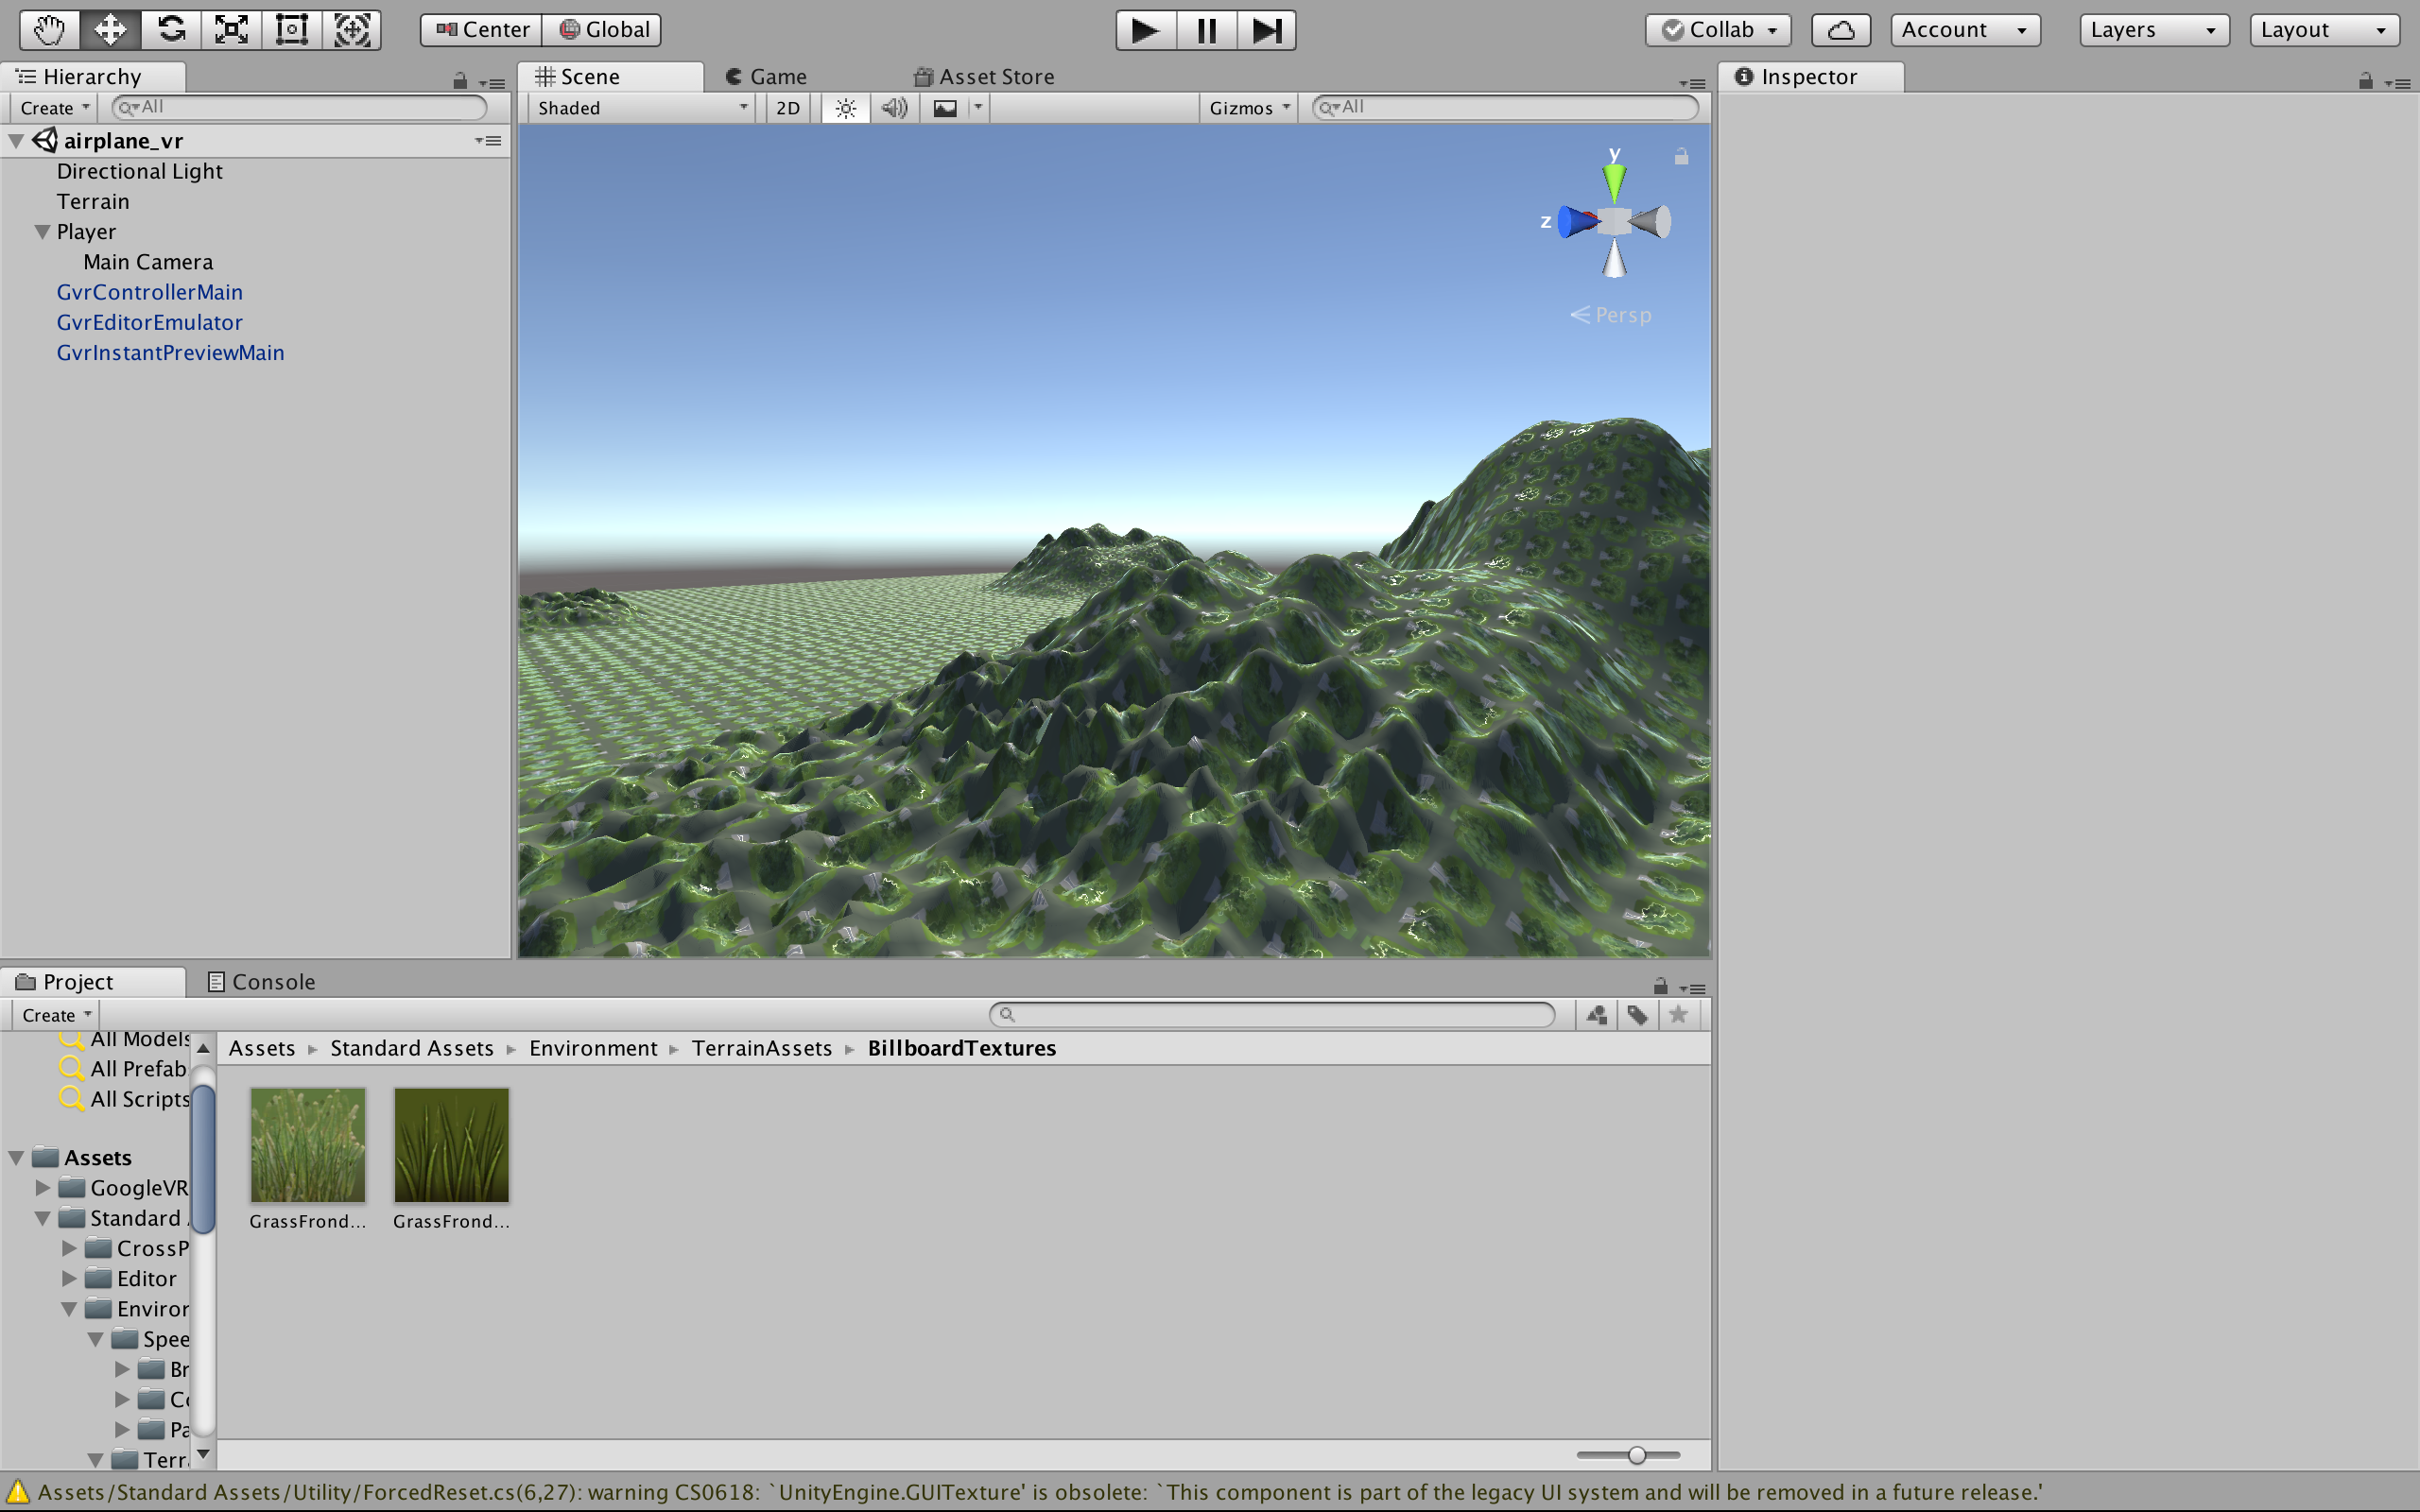 Center Global Collab Account Layers Layout
Hierarchy
Create All
airplane_vr
Directional Light
Terrain
Player
Main Camera
GvrControllerMain
GvrEditorEmulator
GvrInstantPreviewMain
Scene Game Asset Store
Shaded 2D Gizmos All
y
z
Persp
Inspector
Project Console
Create
All Models
All Prefab
All Scripts
Assets
GoogleVR
Standard
CrossP
Editor
Enviror
Spee
Br
Co
Pa
Terr
Assets Standard Assets Environment TerrainAssets BillboardTextures
GrassFrond... GrassFrond...
Assets/Standard Assets/Utility/ForcedReset.cs(6,27): warning CS0618: `UnityEngine.GUITexture' is obsolete: `This component is part of the legacy UI system and will be removed in a future release.'